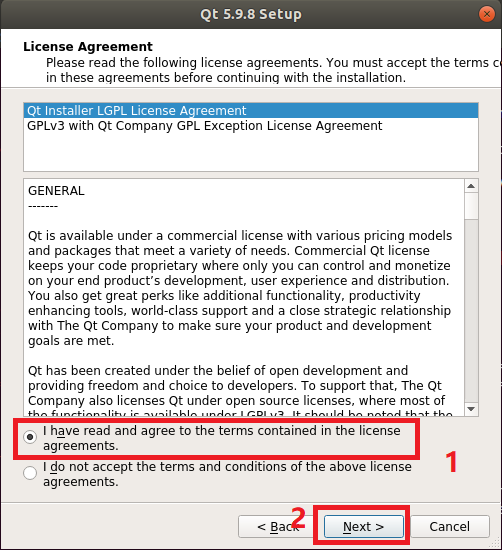 Qt 5.9.8 Setup
License Agreement
Please read the following license agreements. You must accept the terms
in these agreements before continuing with the installation.
Qt Installer LGPL License Agreement
GPLv3 with Qt Company GPL Exception License Agreement
GENERAL
-------
Qt is available under a commercial license with various pricing models
and packages that meet a variety of needs. Commercial Qt license
keeps your code proprietary where only you can control and monetize
on your end product's development, user experience and distribution.
You also get great perks like additional functionality, productivity
enhancing tools, world-class support and a close strategic relationship
with The Qt Company to make sure your product and development
goals are met.
Qt has been created under the belief of open development and
providing freedom and choice to developers. To support that, The Qt
Company also licenses Qt under open source licenses, where most of
the functionality is available under LGPLv3. It should be noted that the
I have read and agree to the terms contained in the license
agreements.
1
I do not accept the terms and conditions of the above license
agreements.
< Back
2
Next >
Cancel